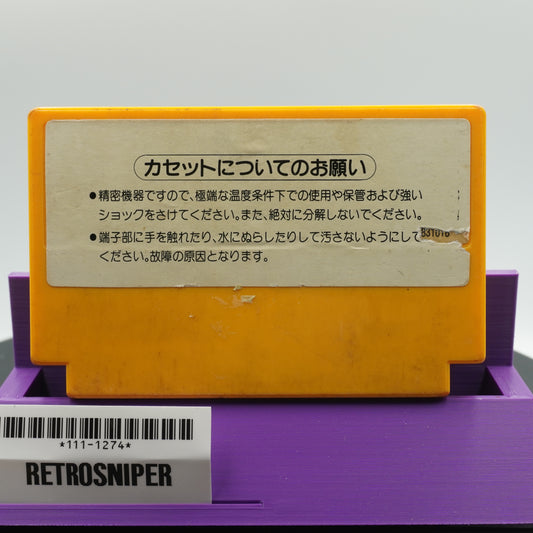 カセットについてのお願い
●精密機器ですので、極端な温度条件下での使用や保管および強い
ショックをさけてください。また、絶対に分解しないでください。
●端子部に手を触れたり、水にぬらしたりして汚さないようにして
ください。故障の原因となります。
831016
*111-1274*
RETROSNIPER